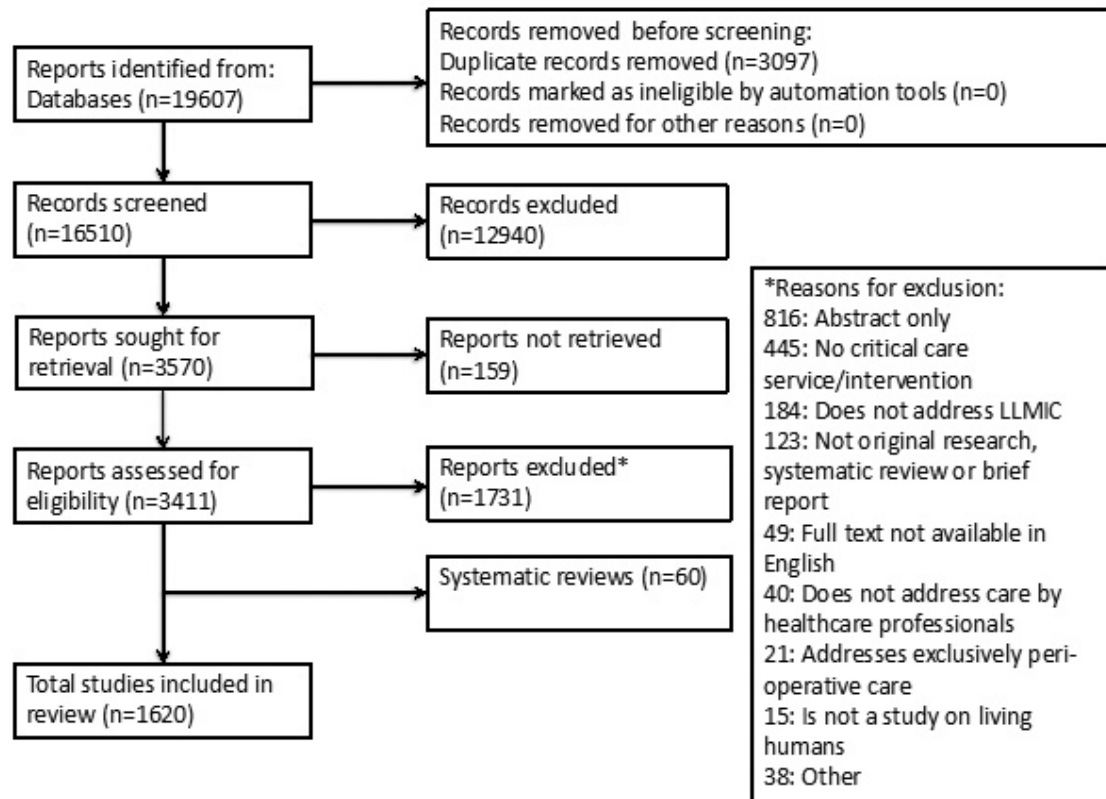 Reports identified from:
Databases (n=19607)
Records removed  before screening:
Duplicate records removed (n=3097)
Records marked as ineligible by automation tools (n=0)
Records removed for other reasons (n=0)
Records screened
(n=16510)
Records excluded
(n=12940)
Reports sought for
retrieval (n=3570)
Reports not retrieved
(n=159)
Reports assessed for
eligibility (n=3411)
Reports excluded*
(n=1731)
Systematic reviews (n=60)
Total studies included in
review (n=1620)
*Reasons for exclusion:
816: Abstract only
445: No critical care
service/intervention
184: Does not address LLMIC
123: Not original research,
systematic review or brief
report
49: Full text not available in
English
40: Does not address care by
healthcare professionals
21: Addresses exclusively peri-
operative care
15: Is not a study on living
humans
38: Other